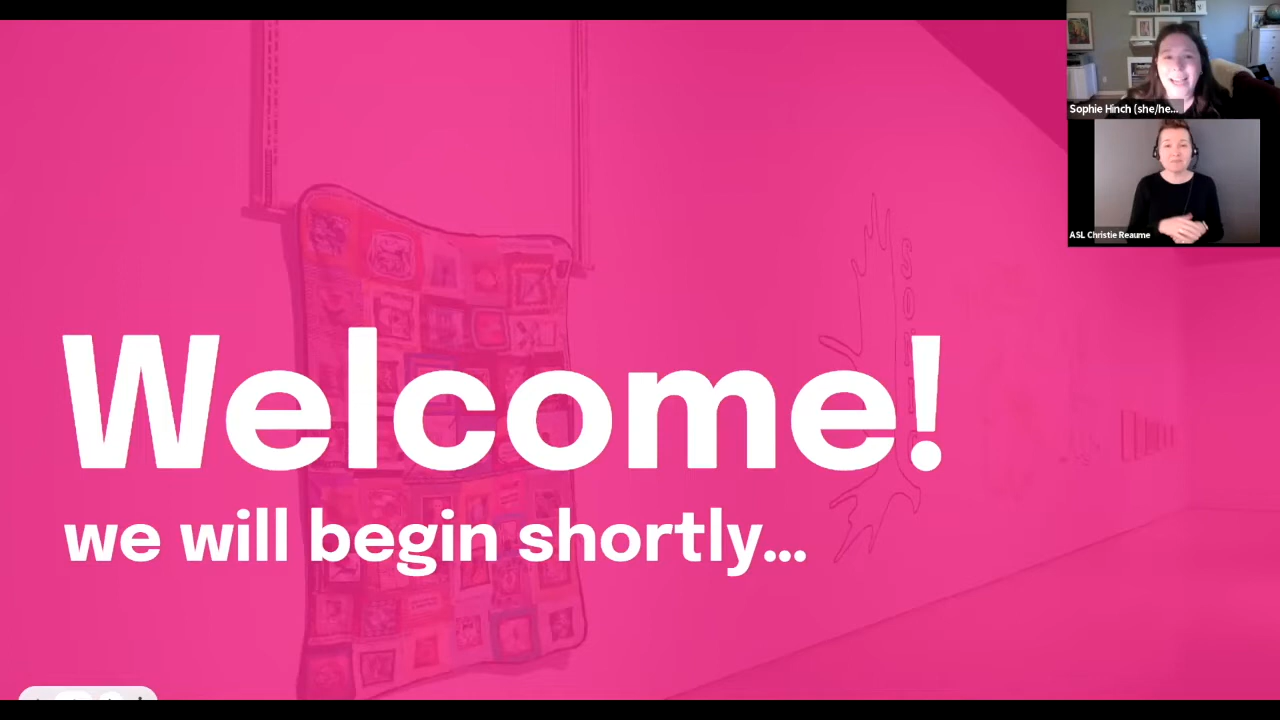 Welcome!
we will begin shortly...
Sophie Hinch (she/he...
ASL Christie Reaume